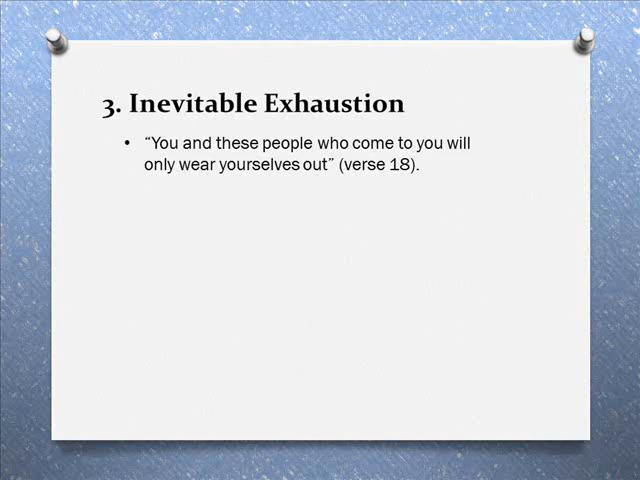 3. Inevitable Exhaustion
• “You and these people who come to you will
only wear yourselves out” (verse 18).